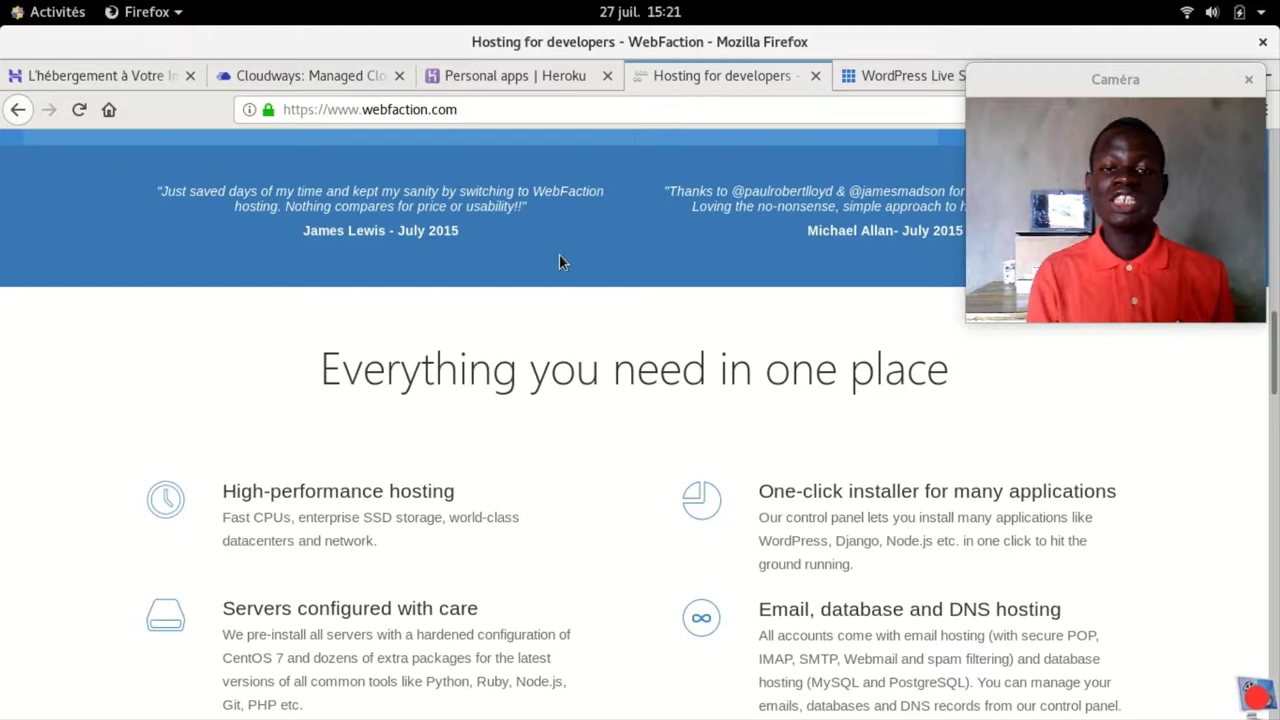 Activités
Firefox
27 juil. 15:21
Hosting for developers - WebFaction - Mozilla Firefox
L'hébergement à Votre
Cloudways: Managed Clo
Personal apps | Heroku
Hosting for developers -
WordPress Live S
Caméra
https://www.webfaction.com
"Just saved days of my time and kept my sanity by switching to WebFaction
hosting. Nothing compares for price or usability!!"
James Lewis - July 2015
"Thanks to @paulrobertlloyd & @jamesmadson for
Loving the no-nonsense, simple approach to h
Michael Allan- July 2015
Everything you need in one place
High-performance hosting
Fast CPUs, enterprise SSD storage, world-class
datacenters and network.
One-click installer for many applications
Our control panel lets you install many applications like
WordPress, Django, Node.js etc. in one click to hit the
ground running.
Servers configured with care
We pre-install all servers with a hardened configuration of
CentOS 7 and dozens of extra packages for the latest
versions of all common tools like Python, Ruby, Node.js,
Git, PHP etc.
Email, database and DNS hosting
All accounts come with email hosting (with secure POP,
IMAP, SMTP, Webmail and spam filtering) and database
hosting (MySQL and PostgreSQL). You can manage your
emails, databases and DNS records from our control panel.